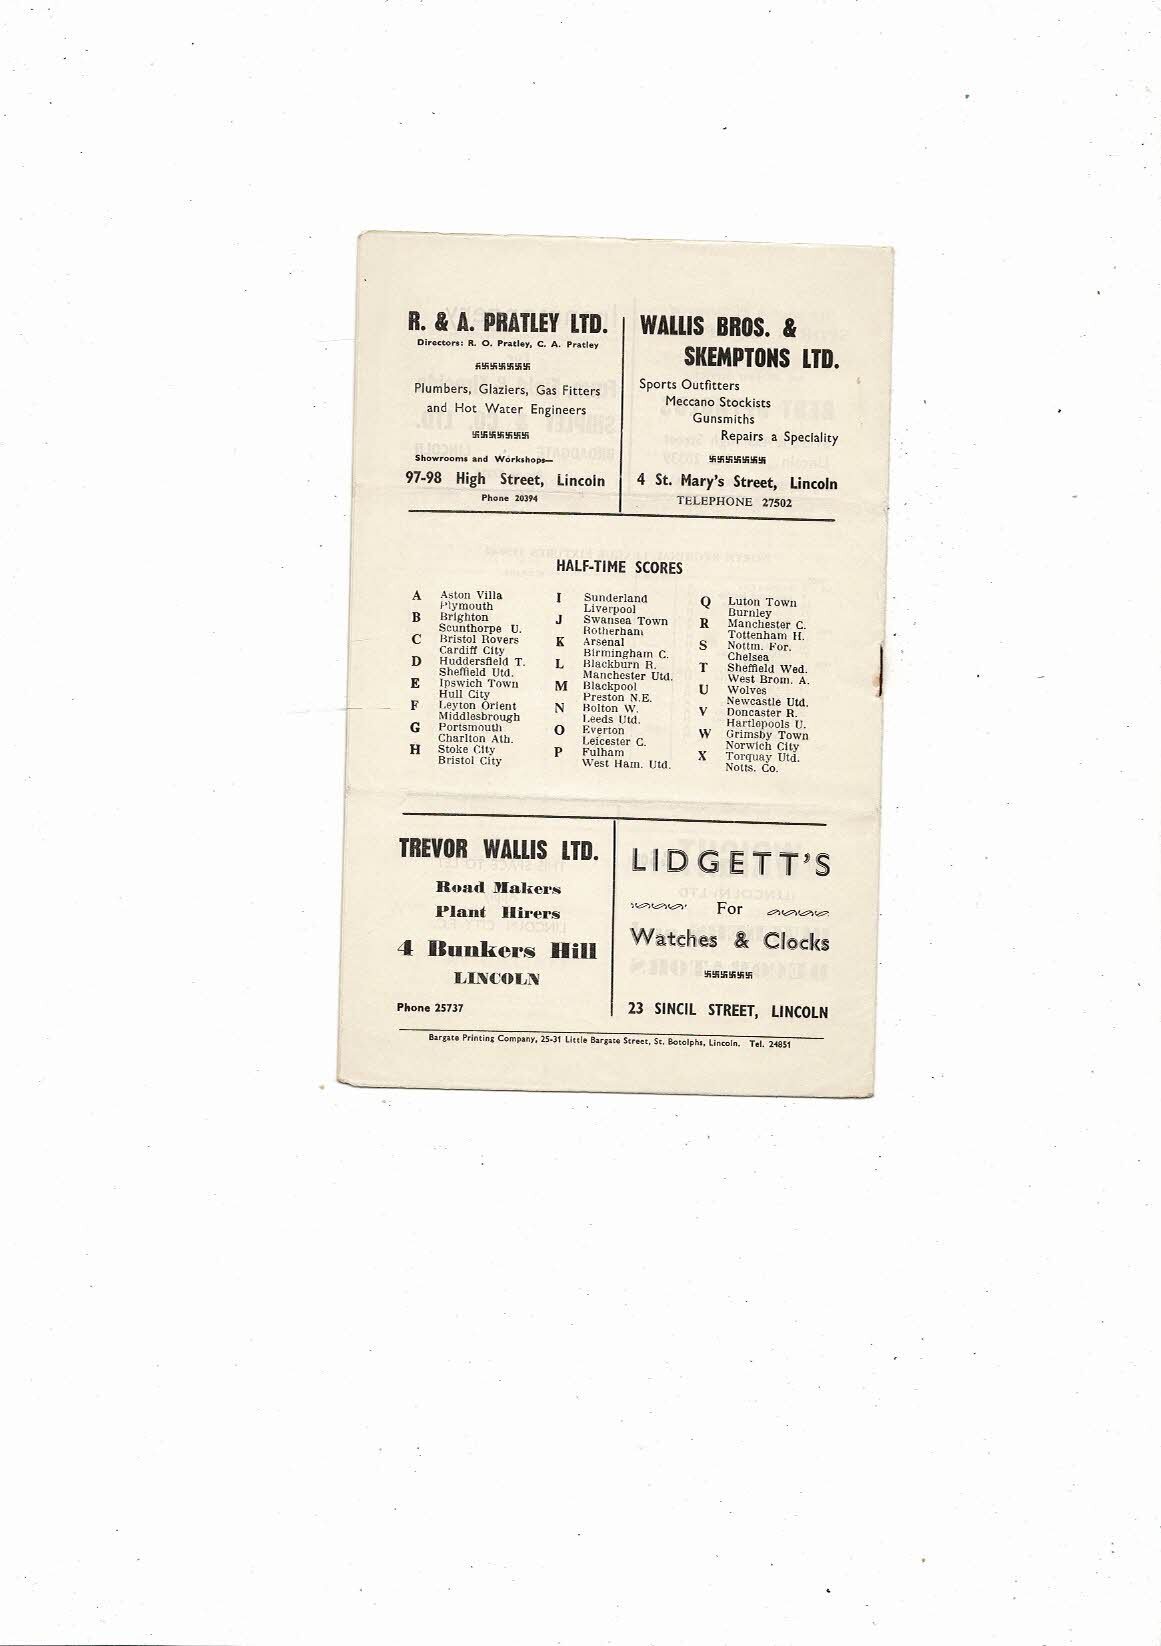 R. & A. PRATLEY LTD.
Directors: R. O. Pratley, C. A. Pratley
Plumbers, Glaziers, Gas Fitters
and Hot Water Engineers
Showrooms and Workshops—
97-98 High Street, Lincoln
Phone 20394
WALLIS BROS. &
SKEMPTONS LTD.
Sports Outfitters
Meccano Stockists
Gunsmiths
Repairs a Speciality
4 St. Mary's Street, Lincoln
TELEPHONE 27502
HALF-TIME SCORES
A Aston Villa
Plymouth
B Brighton
Scunthorpe U.
C Bristol Rovers
Cardiff City
D Huddersfield T.
Sheffield Utd.
E Ipswich Town
Hull City
F Leyton Orient
Middlesbrough
G Portsmouth
Charlton Ath.
H Stoke City
Bristol City
I Sunderland
Liverpool
J Swansea Town
Rotherham
K Arsenal
Birmingham C.
L Blackburn R.
Manchester Utd.
M Blackpool
Preston N.E.
N Bolton W.
Leeds Utd.
O Everton
Leicester C.
P Fulham
West Ham. Utd.
Q Luton Town
Burnley
R Manchester C.
Tottenham H.
S Nottm. For.
Chelsea
T Sheffield Wed.
West Brom. A.
U Wolves
Newcastle Utd.
V Doncaster R.
Hartlepools U.
W Grimsby Town
Norwich City
X Torquay Utd.
Notts. Co.
TREVOR WALLIS LTD.
Road Makers
Plant Hirers
4 Bunkers Hill
LINCOLN
Phone 25737
LIDGETT'S
For
Watches & Clocks
23 SINCIL STREET, LINCOLN
Bargate Printing Company, 25-31 Little Bargate Street, St. Botolphs, Lincoln. Tel. 24851